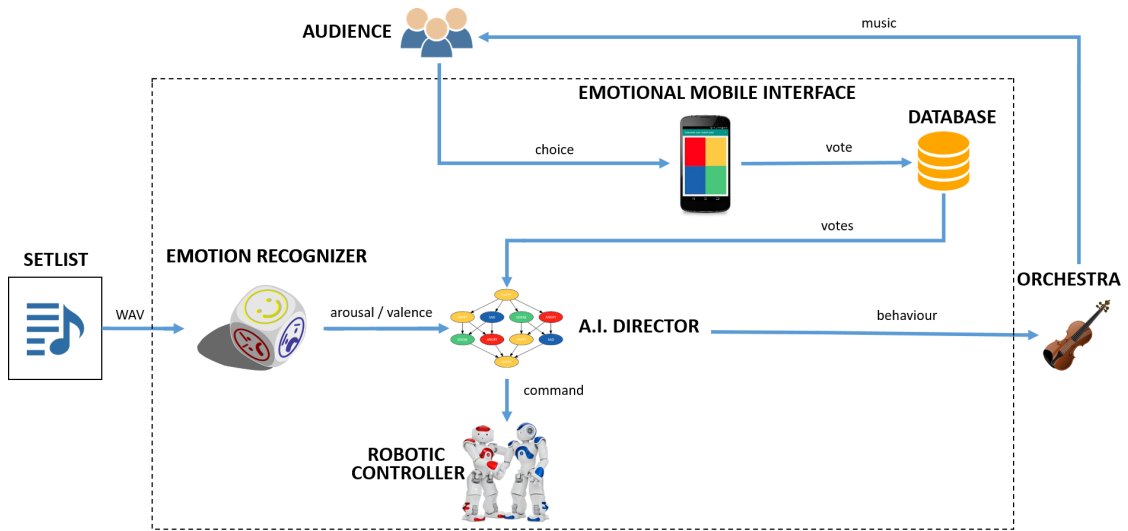 AUDIENCE
music
EMOTIONAL MOBILE INTERFACE
DATABASE
choice
vote
votes
SETLIST
EMOTION RECOGNIZER
ORCHESTRA
WAV
arousal / valence
A.I. DIRECTOR
behaviour
command
ROBOTIC
CONTROLLER